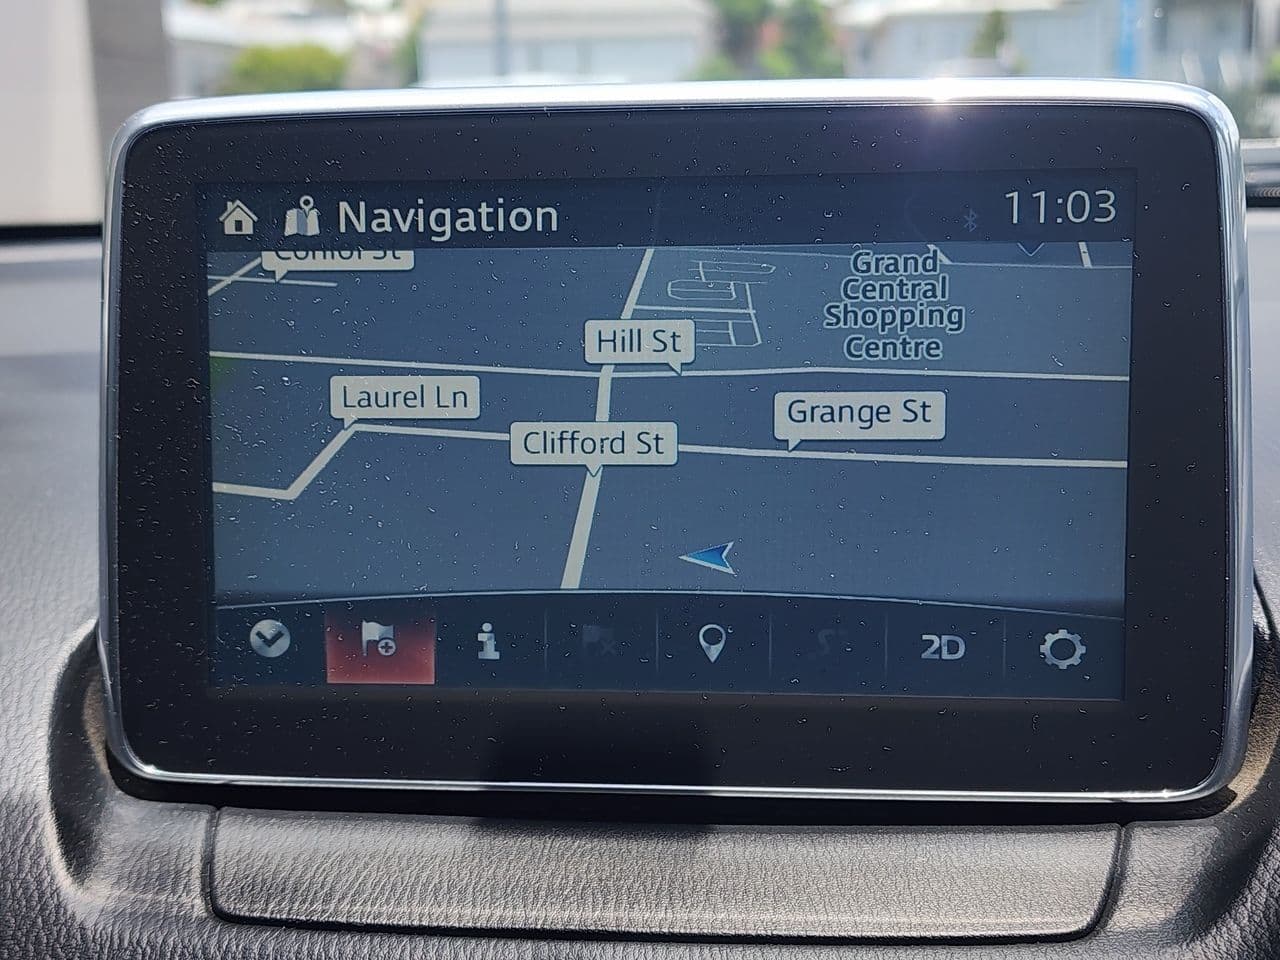 Navigation
11:03
Grand
Central
Shopping
Centre
Hill St
Laurel Ln
Grange St
Clifford St
2D